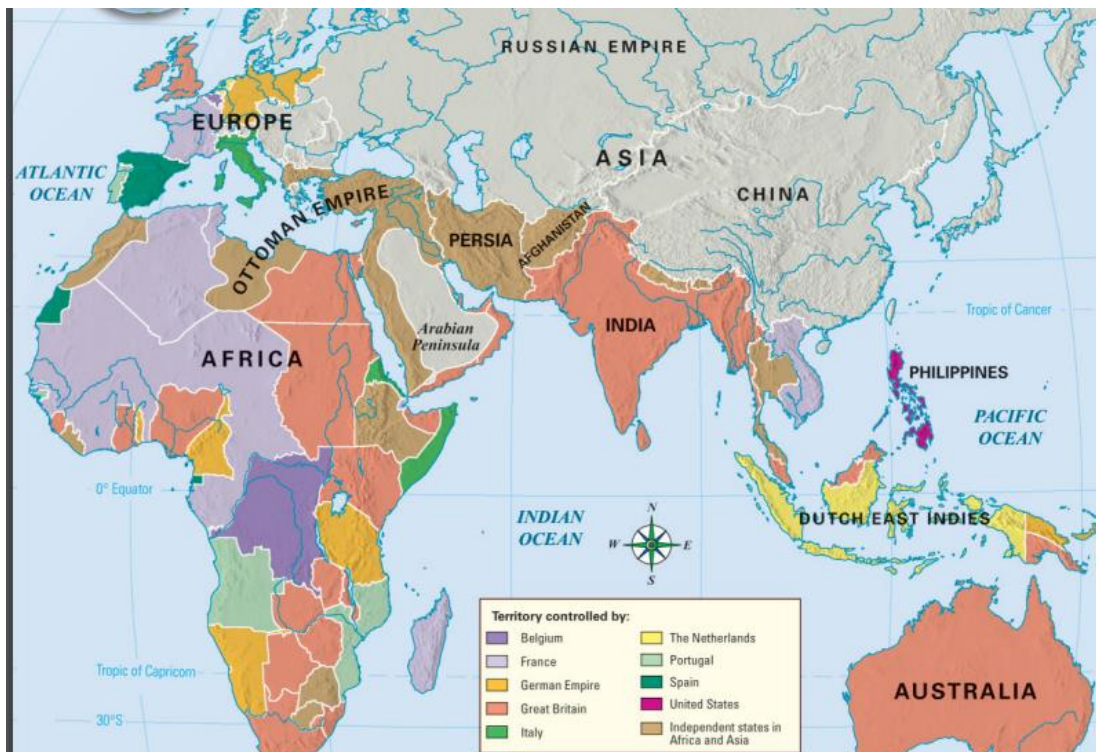 RUSSIAN EMPIRE
EUROPE
ASIA
ATLANTIC
OCEAN
CHINA
OTTOMAN EMPIRE
PERSIA
AFGHANISTAN
Tropic of Cancer
INDIA
Arabian
Peninsula
AFRICA
PHILIPPINES
PACIFIC
OCEAN
0° Equator
INDIAN
OCEAN
N
W
E
S
DUTCH EAST INDIES
Territory controlled by:
Belgium
France
German Empire
Great Britain
Italy
The Netherlands
Portugal
Spain
United States
Independent states in
Africa and Asia
Tropic of Capricorn
AUSTRALIA
30°S